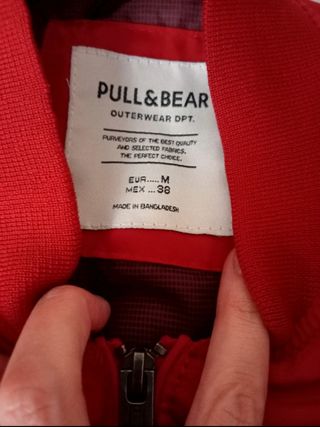 PULL&BEAR
OUTERWEAR DPT.
PURVEYORS OF THE BEST QUALITY
AND SELECTED FABRICS.
THE PERFECT CHOICE.
EUR.....M
MEX ...38
MADE IN BANGLADESH